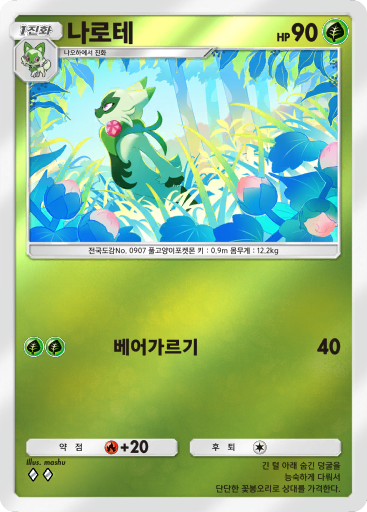 1진화
나로테
HP 90
나오하에서 진화
전국도감No. 0907 풀고양이포켓몬 키 : 0.9m 몸무게 : 12.2kg
베어가르기 40
약 점 +20
후 퇴
Illus. mashu
긴 털 아래 숨긴 덩굴을
능숙하게 다뤄서
단단한 꽃봉오리로 상대를 가격한다.